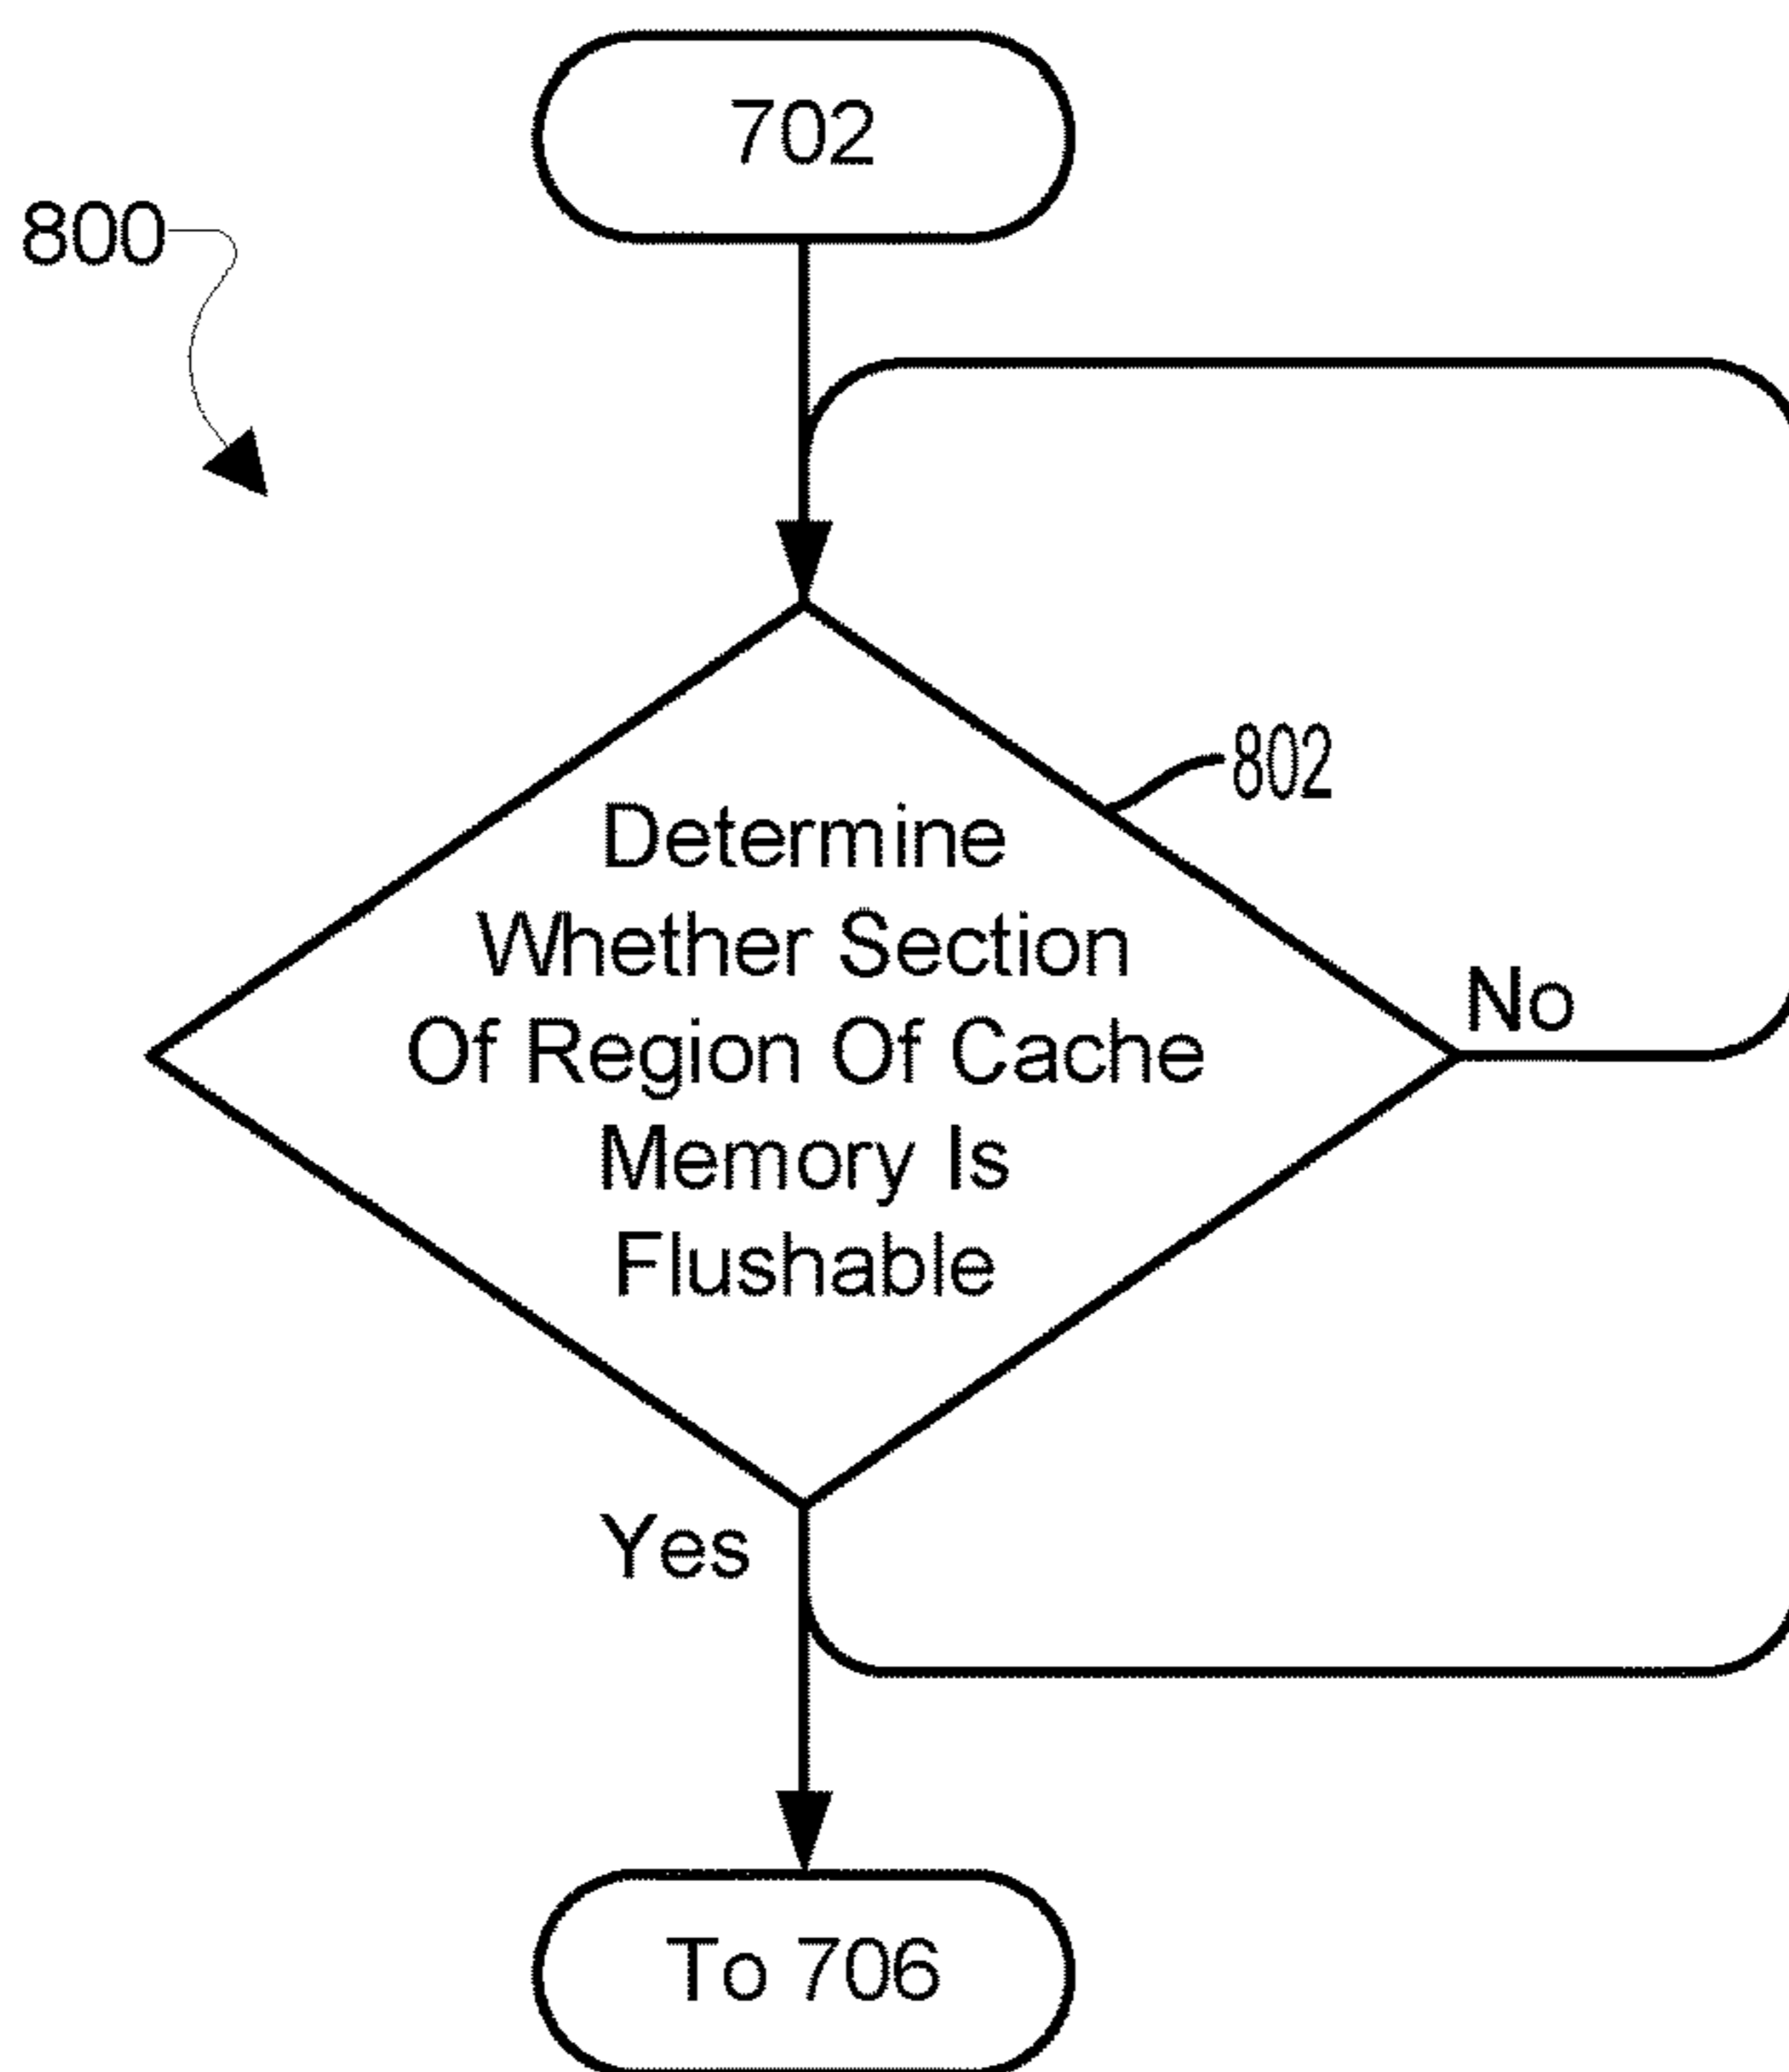 702
800
802
Determine
Whether Section
Of Region Of Cache
Memory Is
Flushable
No
Yes
To 706